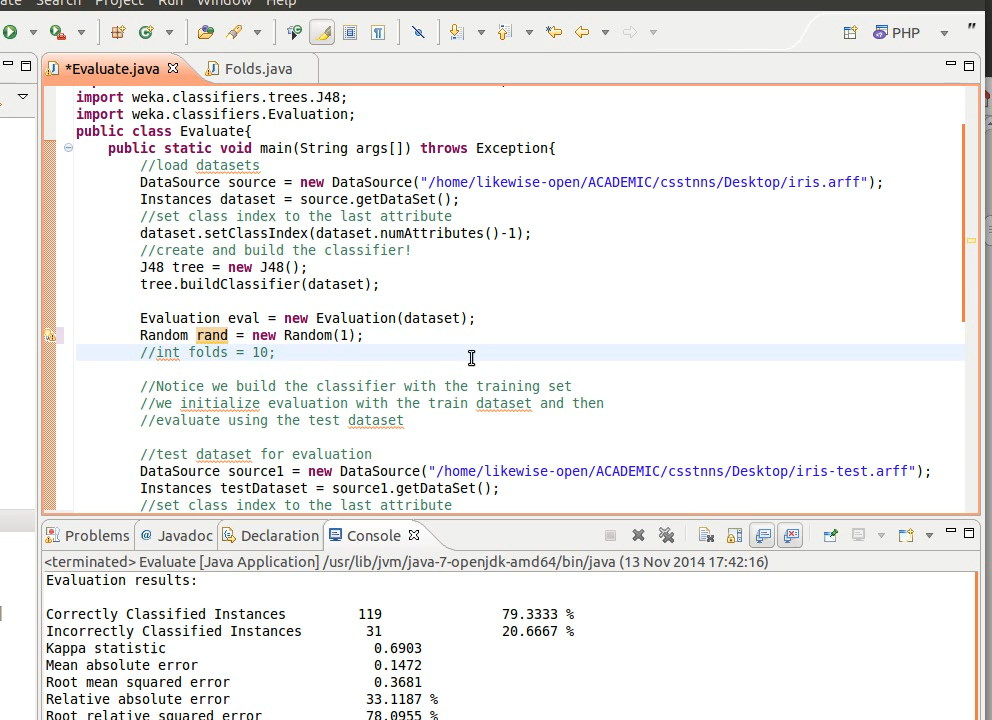 Search Project Run Window Help
PHP
*Evaluate.java Folds.java
import weka.classifiers.trees.J48;
import weka.classifiers.Evaluation;
public class Evaluate{
public static void main(String args[]) throws Exception{
//load datasets
DataSource source = new DataSource("/home/likewise-open/ACADEMIC/csstnns/Desktop/iris.arff");
Instances dataset = source.getDataSet();
//set class index to the last attribute
dataset.setClassIndex(dataset.numAttributes()-1);
//create and build the classifier!
J48 tree = new J48();
tree.buildClassifier(dataset);
Evaluation eval = new Evaluation(dataset);
Random rand = new Random(1);
//int folds = 10;
//Notice we build the classifier with the training set
//we initialize evaluation with the train dataset and then
//evaluate using the test dataset
//test dataset for evaluation
DataSource source1 = new DataSource("/home/likewise-open/ACADEMIC/csstnns/Desktop/iris-test.arff");
Instances testDataset = source1.getDataSet();
//set class index to the last attribute
Problems @ Javadoc Declaration Console
<terminated> Evaluate [Java Application] /usr/lib/jvm/java-7-openjdk-amd64/bin/java (13 Nov 2014 17:42:16)
Evaluation results:
Correctly Classified Instances 119 79.3333 %
Incorrectly Classified Instances 31 20.6667 %
Kappa statistic 0.6903
Mean absolute error 0.1472
Root mean squared error 0.3681
Relative absolute error 33.1187 %
Root relative squared error 78.0955 %